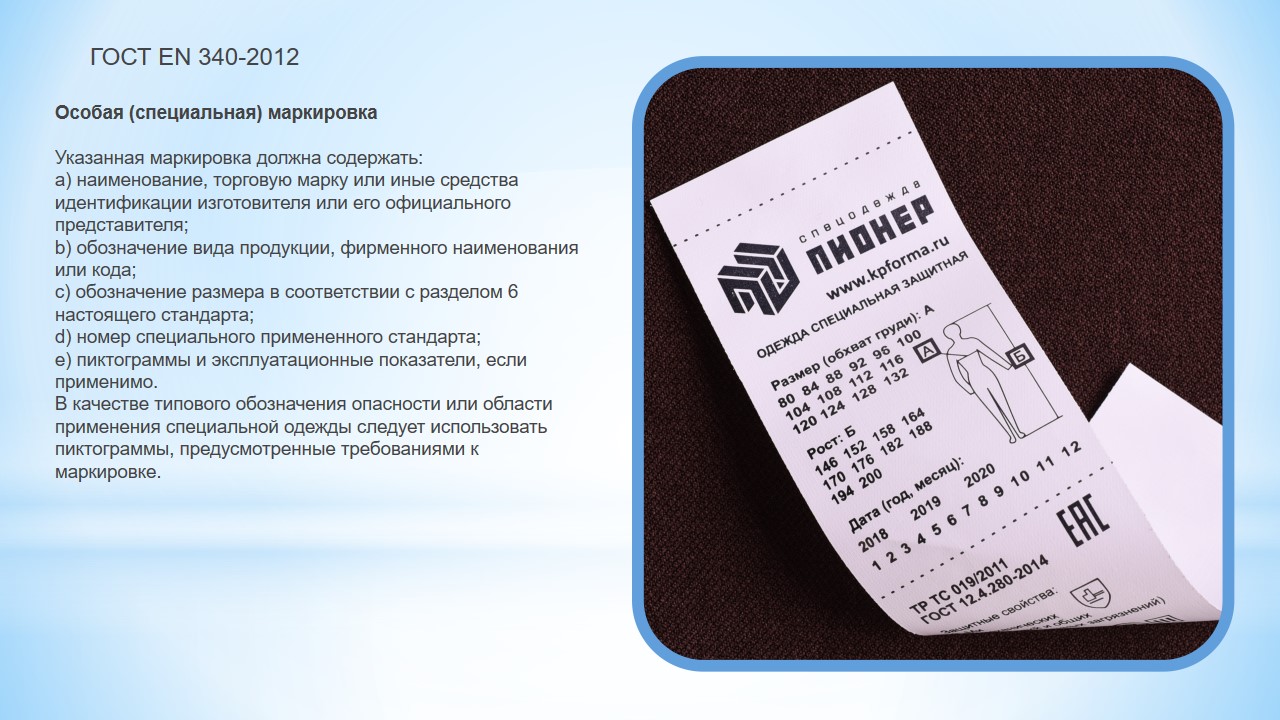 ГОСТ EN 340-2012
Особая (специальная) маркировка
Указанная маркировка должна содержать:
a) наименование, торговую марку или иные средства
идентификации изготовителя или его официального
представителя;
b) обозначение вида продукции, фирменного наименования
или кода;
c) обозначение размера в соответствии с разделом 6
настоящего стандарта;
d) номер специального примененного стандарта;
e) пиктограммы и эксплуатационные показатели, если
применимо.
В качестве типового обозначения опасности или области
применения специальной одежды следует использовать
пиктограммы, предусмотренные требованиями к
маркировке.
спецодежда
ПИОНЕР
www.kpforma.ru
ОДЕЖДА СПЕЦИАЛЬНАЯ ЗАЩИТНАЯ
Размер (обхват груди): А
80 84 88 92 96 100
104 108 112 116
120 124 128 132
А
Б
Рост: Б
146 152 158 164
170 176 182 188
194 200
Дата (год, месяц):
2018 2019 2020
1 2 3 4 5 6 7 8 9 10 11 12
EAC
ТР ТС 019/2011
ГОСТ 12.4.280-2014
Защитные свойства:
и общих
загрязнений)